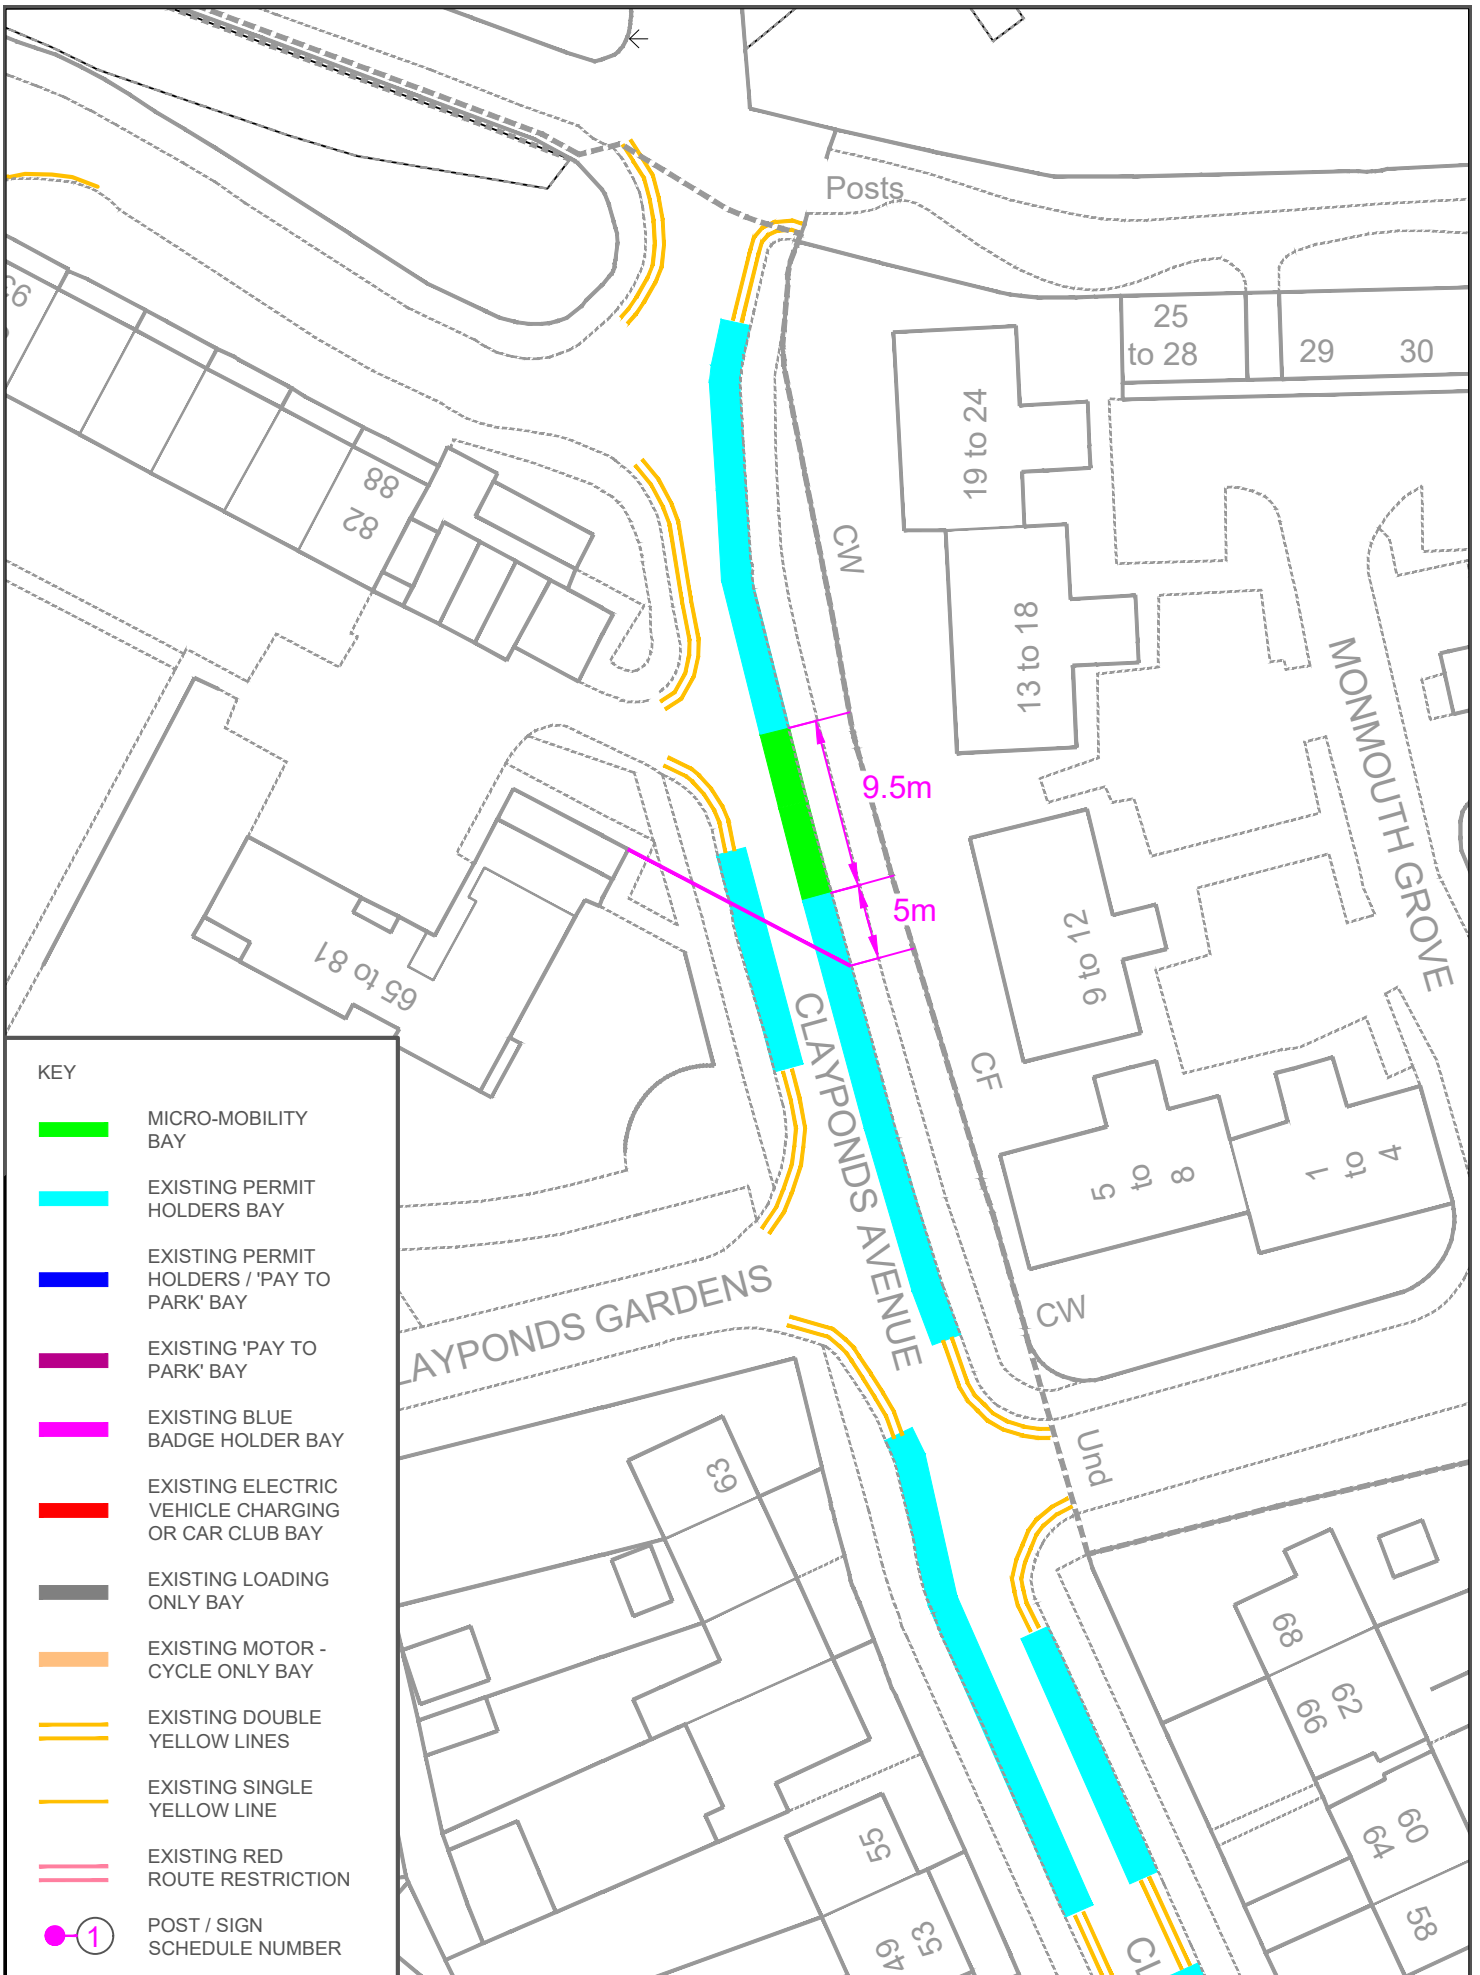 Posts
93
25
to 28
29
30
19 to 24
88
82
CW
13 to 18
MONMOUTH GROVE
9.5m
5m
9 to 12
65 to 81
CLAYPONDS AVENUE
CF
5
to
8
1
to
4
CW
LAYPONDS GARDENS
Und
63
68
62
66
60
64
58
55
53
49
CL
KEY
MICRO-MOBILITY
BAY
EXISTING PERMIT
HOLDERS BAY
EXISTING PERMIT
HOLDERS / 'PAY TO
PARK' BAY
EXISTING 'PAY TO
PARK' BAY
EXISTING BLUE
BADGE HOLDER BAY
EXISTING ELECTRIC
VEHICLE CHARGING
OR CAR CLUB BAY
EXISTING LOADING
ONLY BAY
EXISTING MOTOR -
CYCLE ONLY BAY
EXISTING DOUBLE
YELLOW LINES
EXISTING SINGLE
YELLOW LINE
EXISTING RED
ROUTE RESTRICTION
1
POST / SIGN
SCHEDULE NUMBER